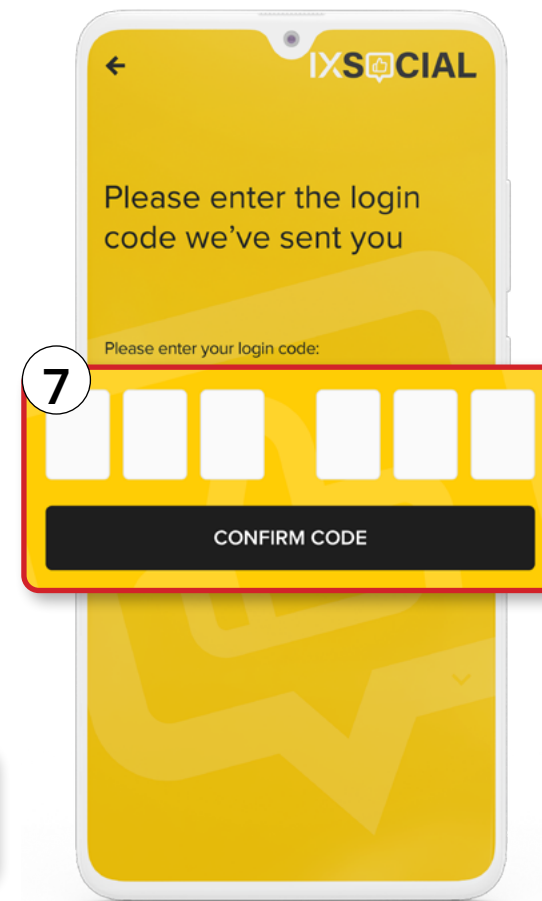 IXSOCIAL
Please enter the login
code we've sent you
Please enter your login code:
7
CONFIRM CODE